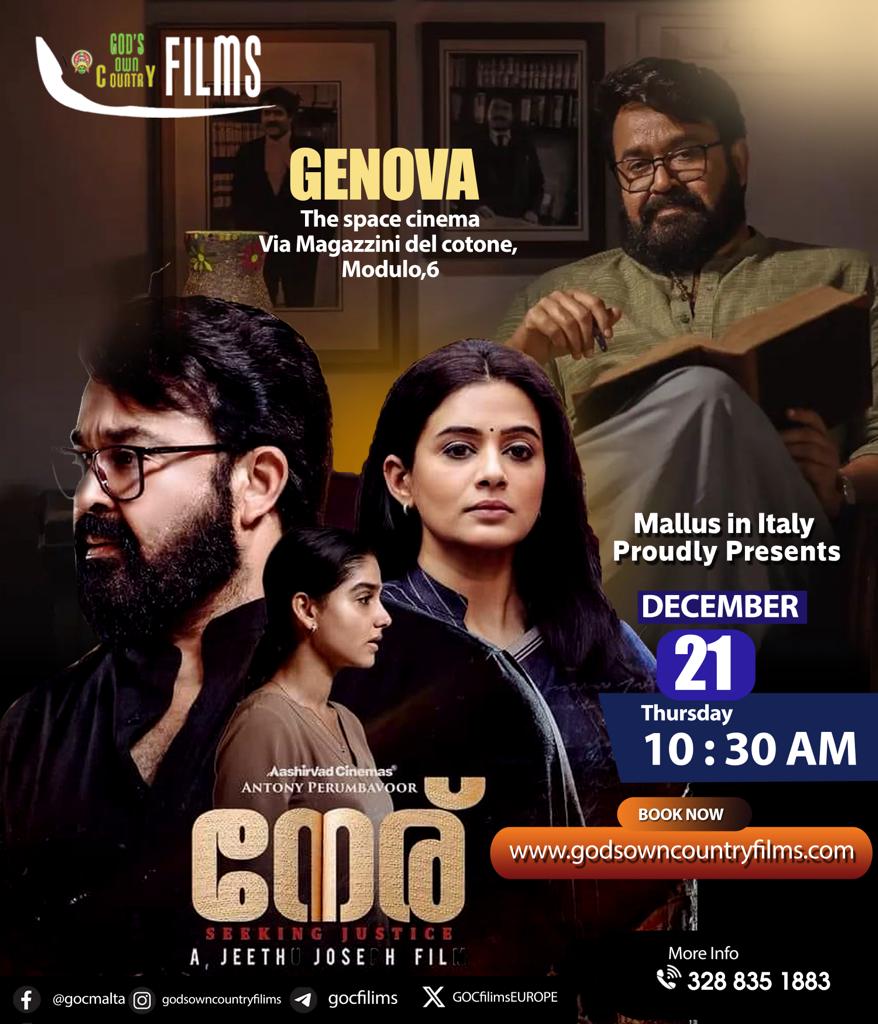 GOD'S
OWN
COUNTRY
FILMS
GENOVA
The space cinema
Via Magazzini del cotone,
Modulo,6
Mallus in Italy
Proudly Presents
DECEMBER
21
Thursday
10 : 30 AM
BOOK NOW
www.godsowncountryfilms.com
AashirVad Cinemas®
ANTONY PERUMBAVOOR
നേര്
SEEKING JUSTICE
A JEETHU JOSEPH FILM
More Info
328 835 1883
@gocmalta
godsowncountryfilms
gocfilims
GOCfilimsEUROPE